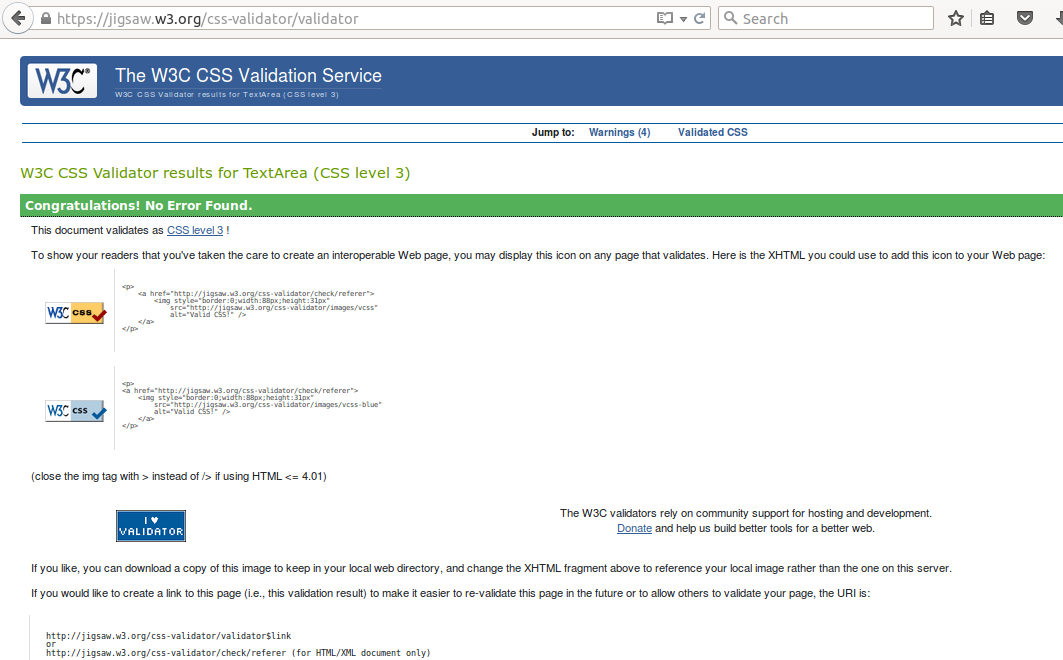 https://jigsaw.w3.org/css-validator/validator
Search
W3C® The W3C CSS Validation Service
W3C CSS Validator results for TextArea (CSS level 3)
Jump to: Warnings (4) Validated CSS
W3C CSS Validator results for TextArea (CSS level 3)
Congratulations! No Error Found.
This document validates as CSS level 3 !
To show your readers that you've taken the care to create an interoperable Web page, you may display this icon on any page that validates. Here is the XHTML you could use to add this icon to your Web page:
W3C css
<p>
<a href="http://jigsaw.w3.org/css-validator/check/referer">
<img style="border:0;width:88px;height:31px"
src="http://jigsaw.w3.org/css-validator/images/vcss"
alt="Valid CSS!" />
</a>
</p>
W3C css
<p>
<a href="http://jigsaw.w3.org/css-validator/check/referer">
<img style="border:0;width:88px;height:31px"
src="http://jigsaw.w3.org/css-validator/images/vcss-blue"
alt="Valid CSS!" />
</a>
</p>
(close the img tag with > instead of /> if using HTML <= 4.01)
I ♥
VALIDATOR
The W3C validators rely on community support for hosting and development.
Donate and help us build better tools for a better web.
If you like, you can download a copy of this image to keep in your local web directory, and change the XHTML fragment above to reference your local image rather than the one on this server.
If you would like to create a link to this page (i.e., this validation result) to make it easier to re-validate this page in the future or to allow others to validate your page, the URI is:
http://jigsaw.w3.org/css-validator/validator$link
or
http://jigsaw.w3.org/css-validator/check/referer (for HTML/XML document only)